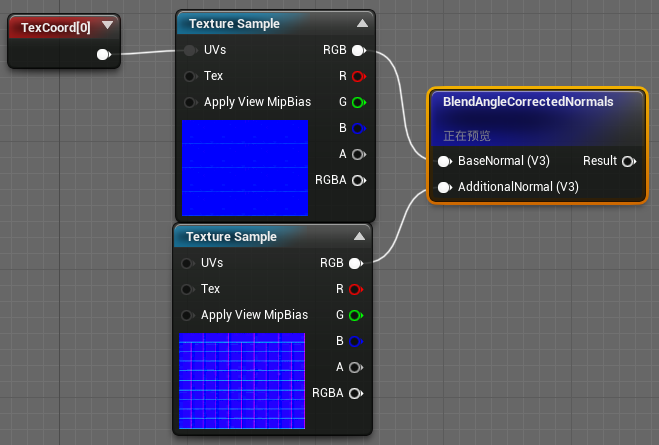 TexCoord[0]
Texture Sample
UVs
RGB
Tex
R
Apply View MipBias
G
B
A
RGBA
BlendAngleCorrectedNormals
正在预览
BaseNormal (V3)
Result
AdditionalNormal (V3)
Texture Sample
UVs
RGB
Tex
R
Apply View MipBias
G
B
A
RGBA